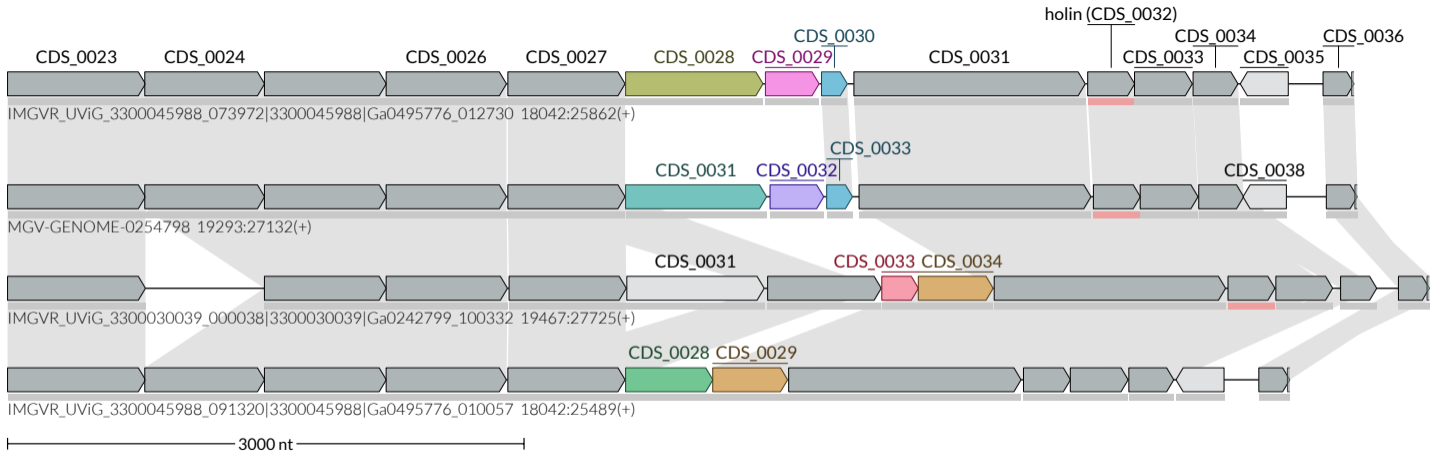 holin (CDS_0032)
CDS_0030 CDS_0034 CDS_0036
CDS_0023 CDS_0024 CDS_0026 CDS_0027 CDS_0028 CDS_0029 CDS_0031 CDS_0033 CDS_0035
IMGVR_UViG_3300045988_073972|3300045988|Ga0495776_012730 18042:25862(+)
CDS_0033
CDS_0031 CDS_0032 CDS_0038
MGV-GENOME-0254798 19293:27132(+)
CDS_0031 CDS_0033 CDS_0034
IMGVR_UViG_3300030039_000038|3300030039|Ga0242799_100332 19467:27725(+)
CDS_0028 CDS_0029
IMGVR_UViG_3300045988_091320|3300045988|Ga0495776_010057 18042:25489(+)
3000 nt